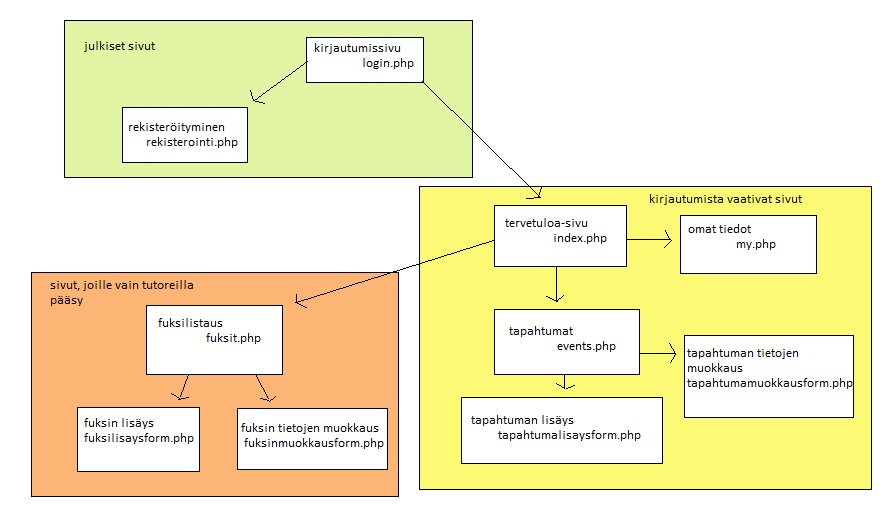 julkiset sivut
kirjautumissivu
login.php
rekisteröityminen
rekisterointi.php
kirjautumista vaativat sivut
tervetuloa-sivu
index.php
omat tiedot
my.php
tapahtumat
events.php
tapahtuman tietojen
muokkaus
tapahtumamuokkausform.php
tapahtuman lisäys
tapahtumalisaysform.php
sivut, joille vain tutoreilla
pääsy
fuksilistaus
fuksit.php
fuksin lisäys
fuksilisaysform.php
fuksin tietojen muokkaus
fuksinmuokkausform.php